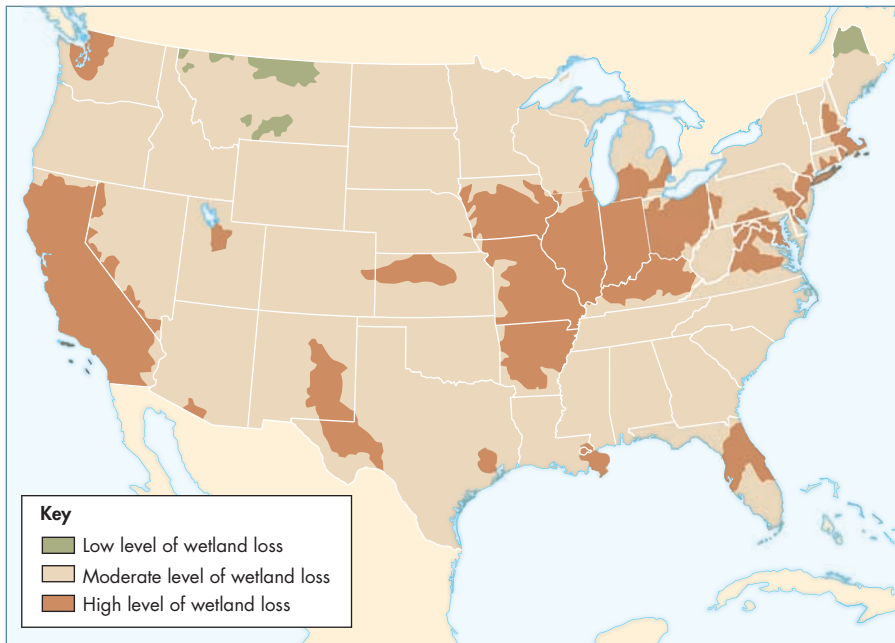 Key
Low level of wetland loss
Moderate level of wetland loss
High level of wetland loss